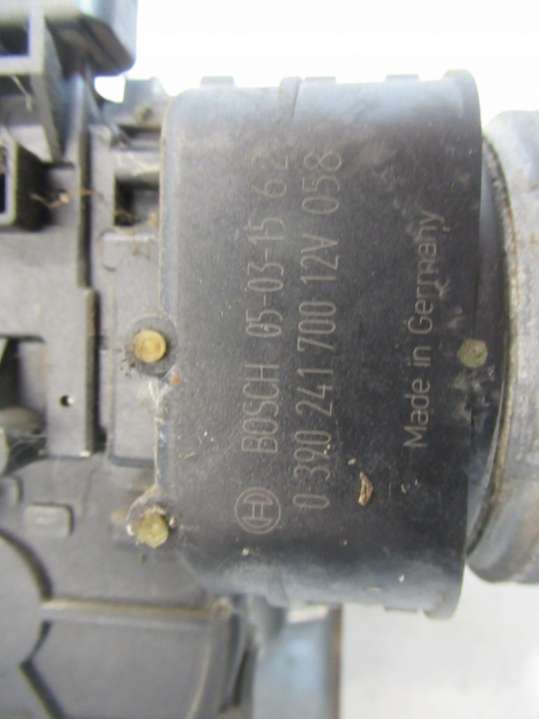 BOSCH 05-03-15 62
0 390 241 700 12V 058
Made in Germany